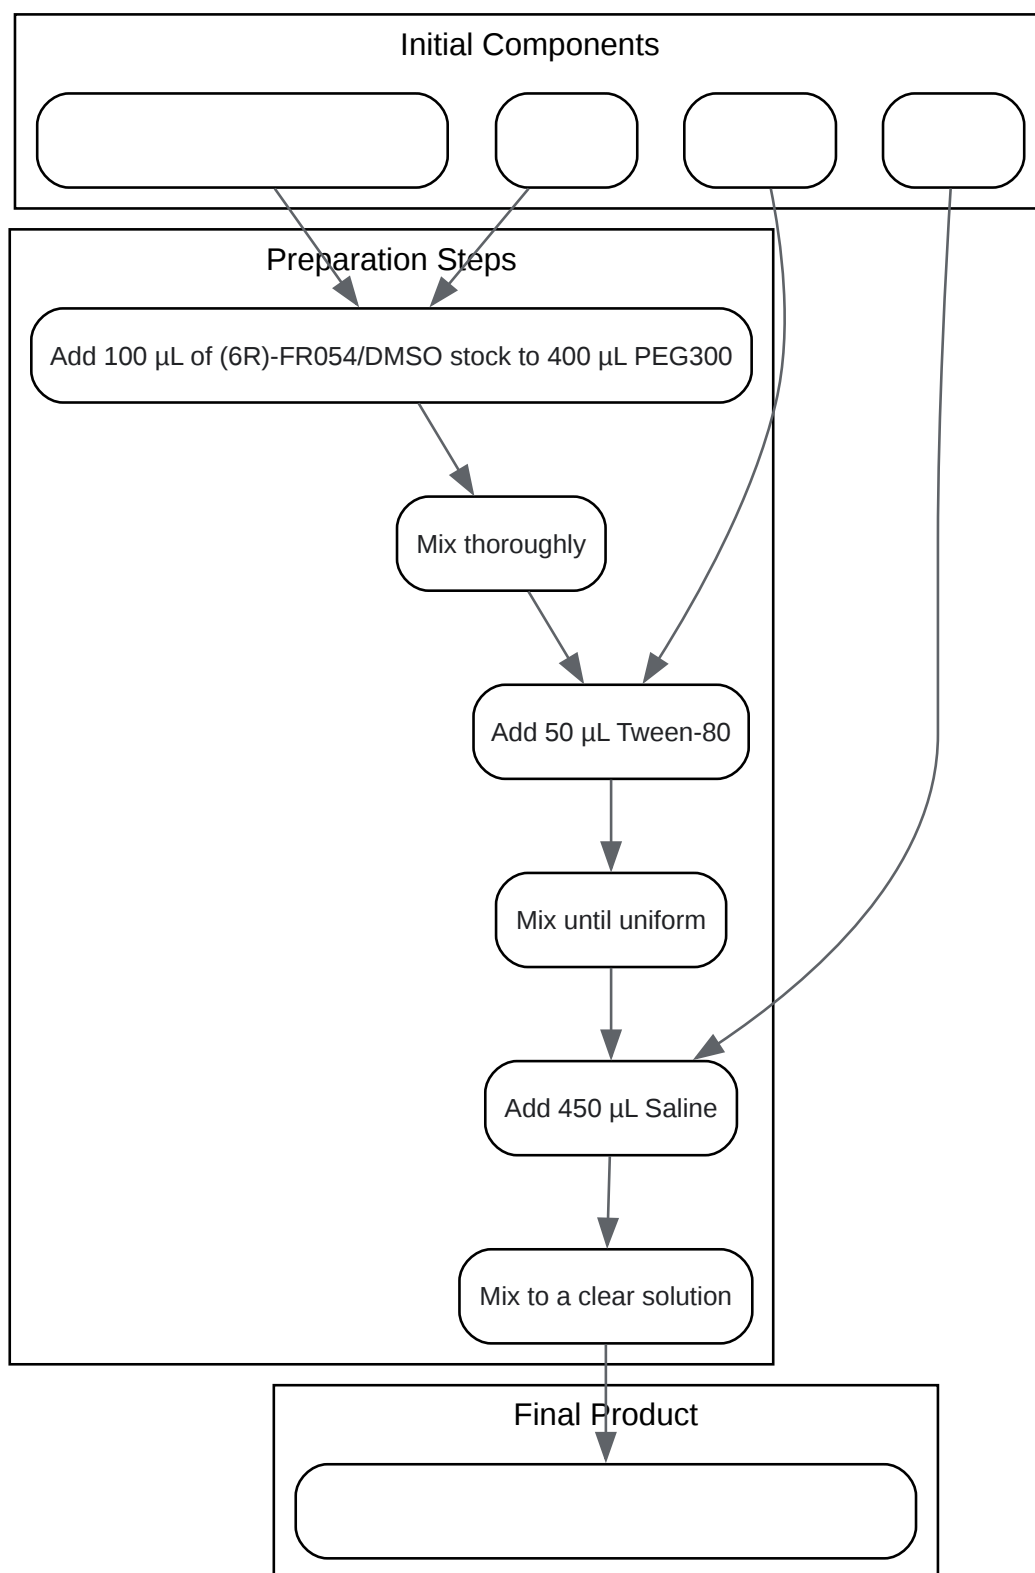 Initial Components
Preparation Steps
Add 100 µL of (6R)-FR054/DMSO stock to 400 µL PEG300
Mix thoroughly
Add 50 µL Tween-80
Mix until uniform
Add 450 µL Saline
Mix to a clear solution
Final Product